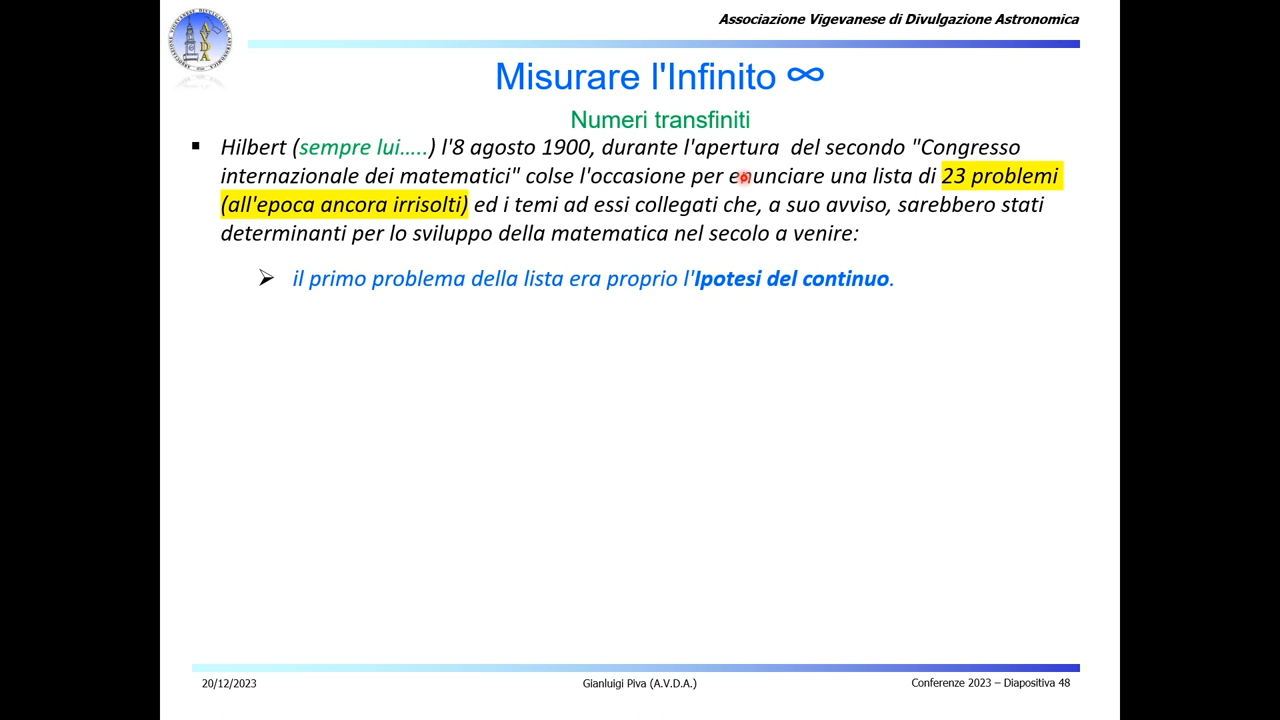 Associazione Vigevanese di Divulgazione Astronomica
AVDA
Misurare l'Infinito ∞
Numeri transfiniti
▪ Hilbert (sempre lui.....) l'8 agosto 1900, durante l'apertura del secondo "Congresso
internazionale dei matematici" colse l'occasione per enunciare una lista di 23 problemi
(all'epoca ancora irrisolti) ed i temi ad essi collegati che, a suo avviso, sarebbero stati
determinanti per lo sviluppo della matematica nel secolo a venire:
➢ il primo problema della lista era proprio l'Ipotesi del continuo.
20/12/2023
Gianluigi Piva (A.V.D.A.)
Conferenze 2023 – Diapositiva 48